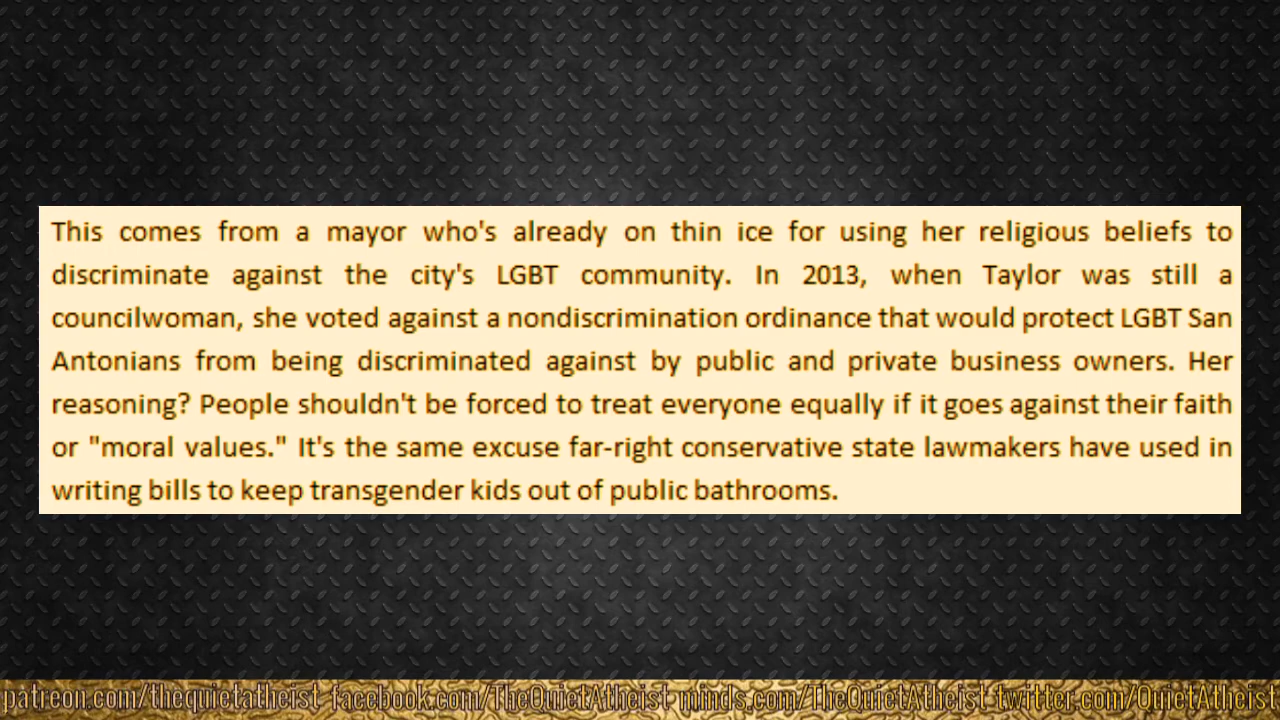 This comes from a mayor who's already on thin ice for using her religious beliefs to
discriminate against the city's LGBT community. In 2013, when Taylor was still a
councilwoman, she voted against a nondiscrimination ordinance that would protect LGBT San
Antonians from being discriminated against by public and private business owners. Her
reasoning? People shouldn't be forced to treat everyone equally if it goes against their faith
or "moral values." It's the same excuse far-right conservative state lawmakers have used in
writing bills to keep transgender kids out of public bathrooms.
patreon.com/thequietatheist facebook.com/TheQuietAtheist minds.com/TheQuietAtheist twitter.com/QuietAtheist